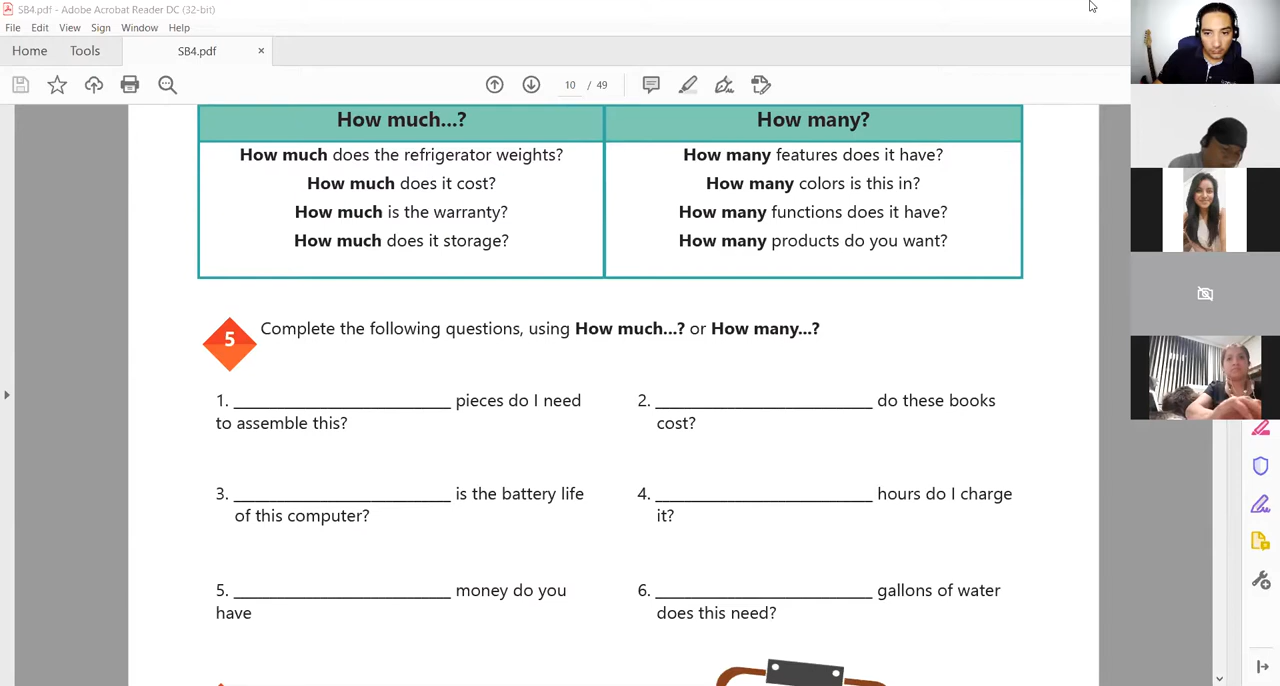 SB4.pdf - Adobe Acrobat Reader DC (32-bit)
File Edit View Sign Window Help
Home Tools SB4.pdf ×
10 / 49
How much...? How many?
How much does the refrigerator weights? How many features does it have?
How much does it cost? How many colors is this in?
How much is the warranty? How many functions does it have?
How much does it storage? How many products do you want?
5 Complete the following questions, using How much...? or How many...?
1. ________________________ pieces do I need 2. ________________________ do these books
to assemble this? cost?
3. ________________________ is the battery life 4. ________________________ hours do I charge
of this computer? it?
5. ________________________ money do you 6. ________________________ gallons of water
have does this need?